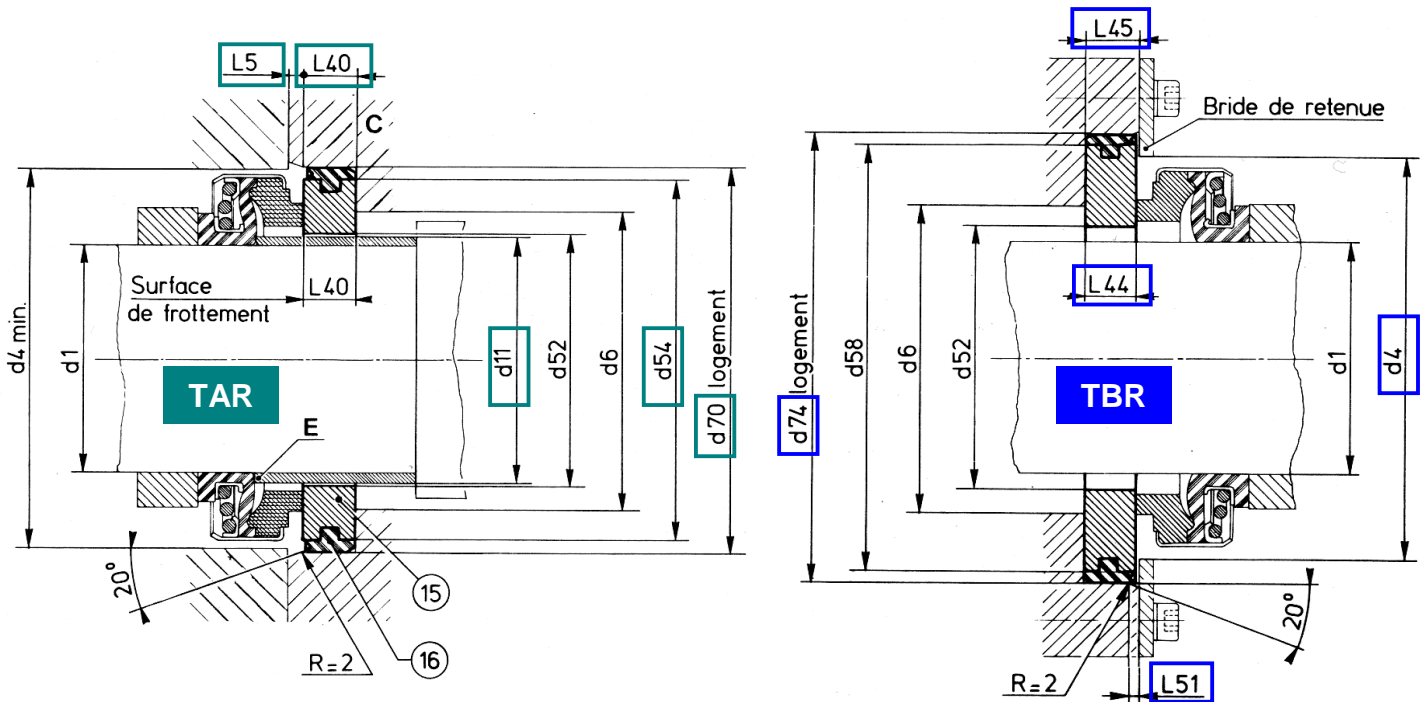 L5
L40
C
Surface
de frottement
L40
d4 min.
d1
TAR
E
d11
d52
d6
d54
d70 logement
20°
R=2
15
16
L45
Bride de retenue
L44
d74 logement
d58
d6
d52
TBR
d1
d4
20°
R=2
L51